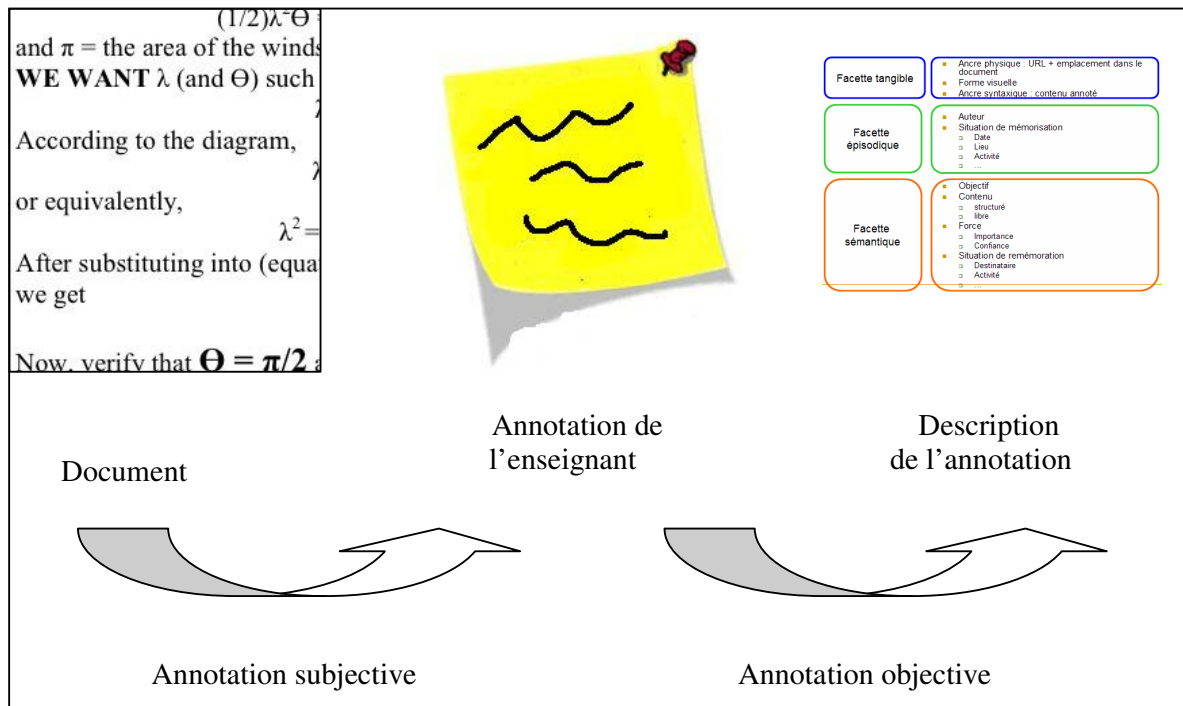 (1/2)λ²Θ =
and π = the area of the winds
WE WANT λ (and Θ) such
λ
According to the diagram,
λ
or equivalently,
λ² =
After substituting into (equa
we get
Now, verify that Θ = π/2 a
Facette tangible
■ Ancre physique : URL + emplacement dans le
document
■ Forme visuelle
■ Ancre syntaxique : contenu annoté
Facette
épisodique
■ Auteur
■ Situation de mémorisation
□ Date
□ Lieu
□ Activité
□ ...
Facette
sémantique
■ Objectif
■ Contenu
□ structuré
□ libre
■ Force
□ Importance
□ Confiance
■ Situation de remémoration
□ Destinataire
□ Activité
□ ...
Document
Annotation de
l'enseignant
Description
de l'annotation
Annotation subjective
Annotation objective